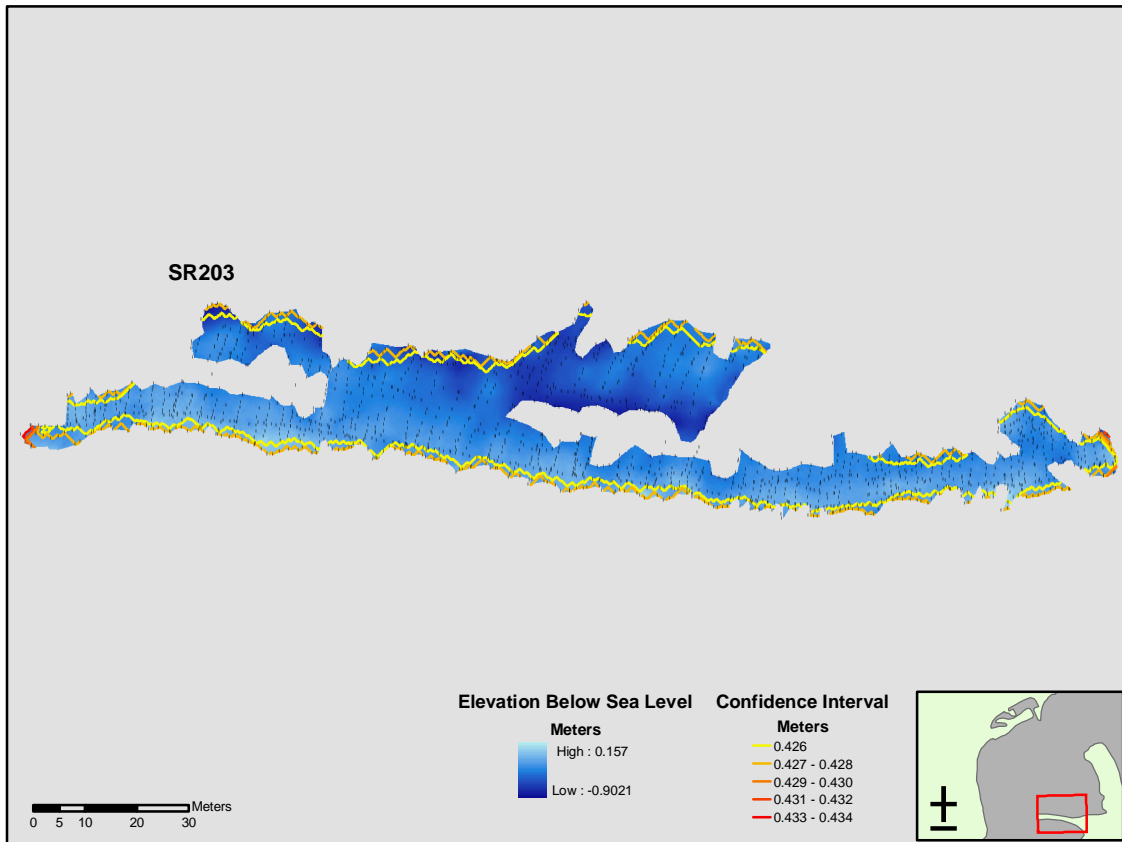 SR203
Elevation Below Sea Level
Meters
High : 0.157
Low : -0.9021
Confidence Interval
Meters
0.426
0.427 - 0.428
0.429 - 0.430
0.431 - 0.432
0.433 - 0.434
Meters
0 5 10 20 30